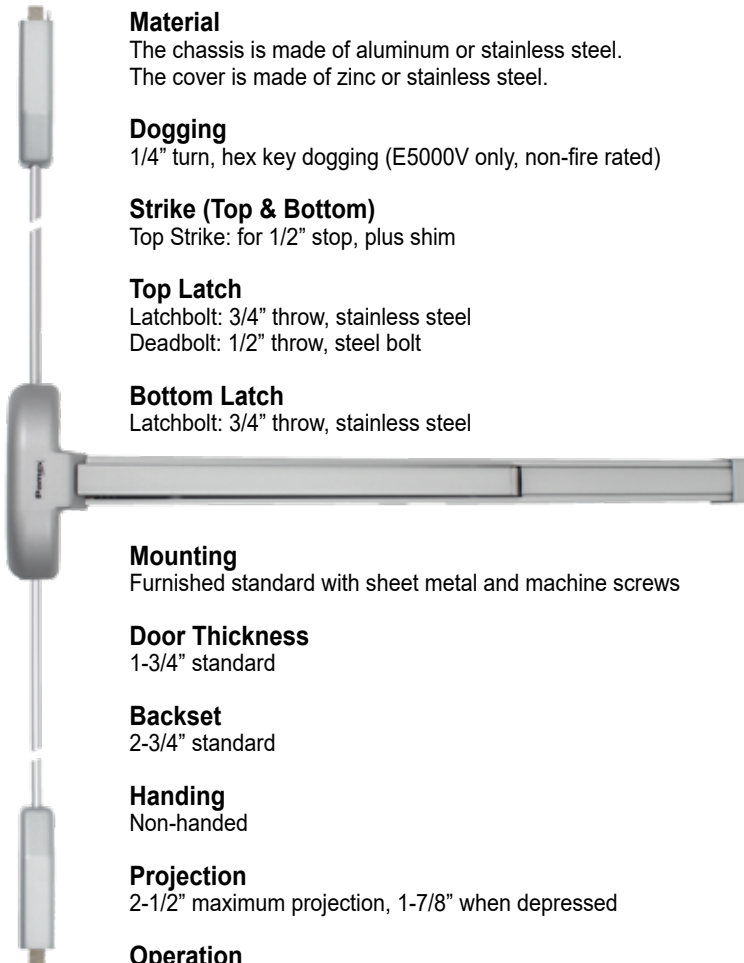 Material
The chassis is made of aluminum or stainless steel.
The cover is made of zinc or stainless steel.
Dogging
1/4” turn, hex key dogging (E5000V only, non-fire rated)
Strike (Top & Bottom)
Top Strike: for 1/2” stop, plus shim
Top Latch
Latchbolt: 3/4” throw, stainless steel
Deadbolt: 1/2” throw, steel bolt
Bottom Latch
Latchbolt: 3/4” throw, stainless steel
Mounting
Furnished standard with sheet metal and machine screws
Door Thickness
1-3/4” standard
Backset
2-3/4” standard
Handing
Non-handed
Projection
2-1/2” maximum projection, 1-7/8” when depressed
Operation